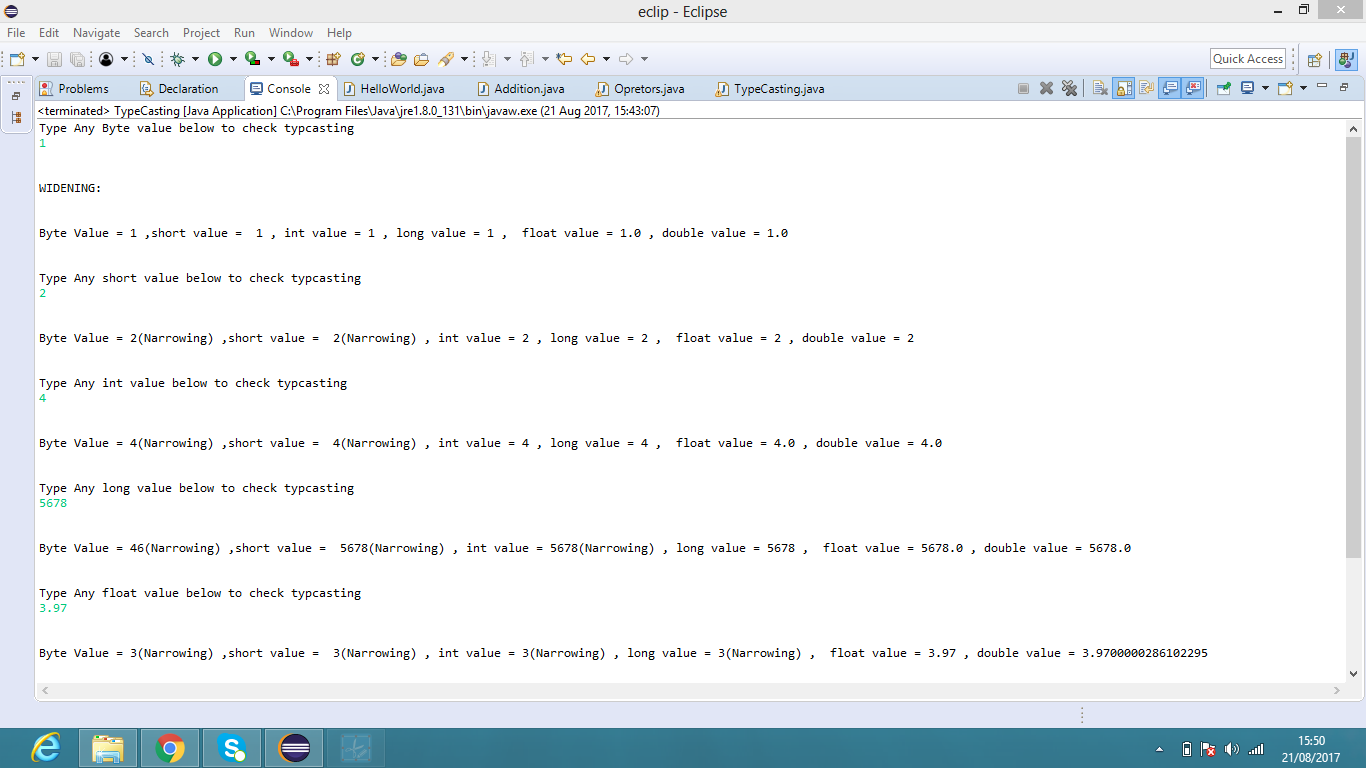 eclip - Eclipse
File Edit Navigate Search Project Run Window Help
Quick Access
Problems Declaration Console HelloWorld.java Addition.java Opretors.java TypeCasting.java
<terminated> TypeCasting [Java Application] C:\Program Files\Java\jre1.8.0_131\bin\javaw.exe (21 Aug 2017, 15:43:07)
Type Any Byte value below to check typcasting
1
WIDENING:
Byte Value = 1 ,short value =  1 , int value = 1 , long value = 1 ,  float value = 1.0 , double value = 1.0
Type Any short value below to check typcasting
2
Byte Value = 2(Narrowing) ,short value =  2(Narrowing) , int value = 2 , long value = 2 ,  float value = 2 , double value = 2
Type Any int value below to check typcasting
4
Byte Value = 4(Narrowing) ,short value =  4(Narrowing) , int value = 4 , long value = 4 ,  float value = 4.0 , double value = 4.0
Type Any long value below to check typcasting
5678
Byte Value = 46(Narrowing) ,short value =  5678(Narrowing) , int value = 5678(Narrowing) , long value = 5678 ,  float value = 5678.0 , double value = 5678.0
Type Any float value below to check typcasting
3.97
Byte Value = 3(Narrowing) ,short value =  3(Narrowing) , int value = 3(Narrowing) , long value = 3(Narrowing) ,  float value = 3.97 , double value = 3.9700000286102295
15:50
21/08/2017